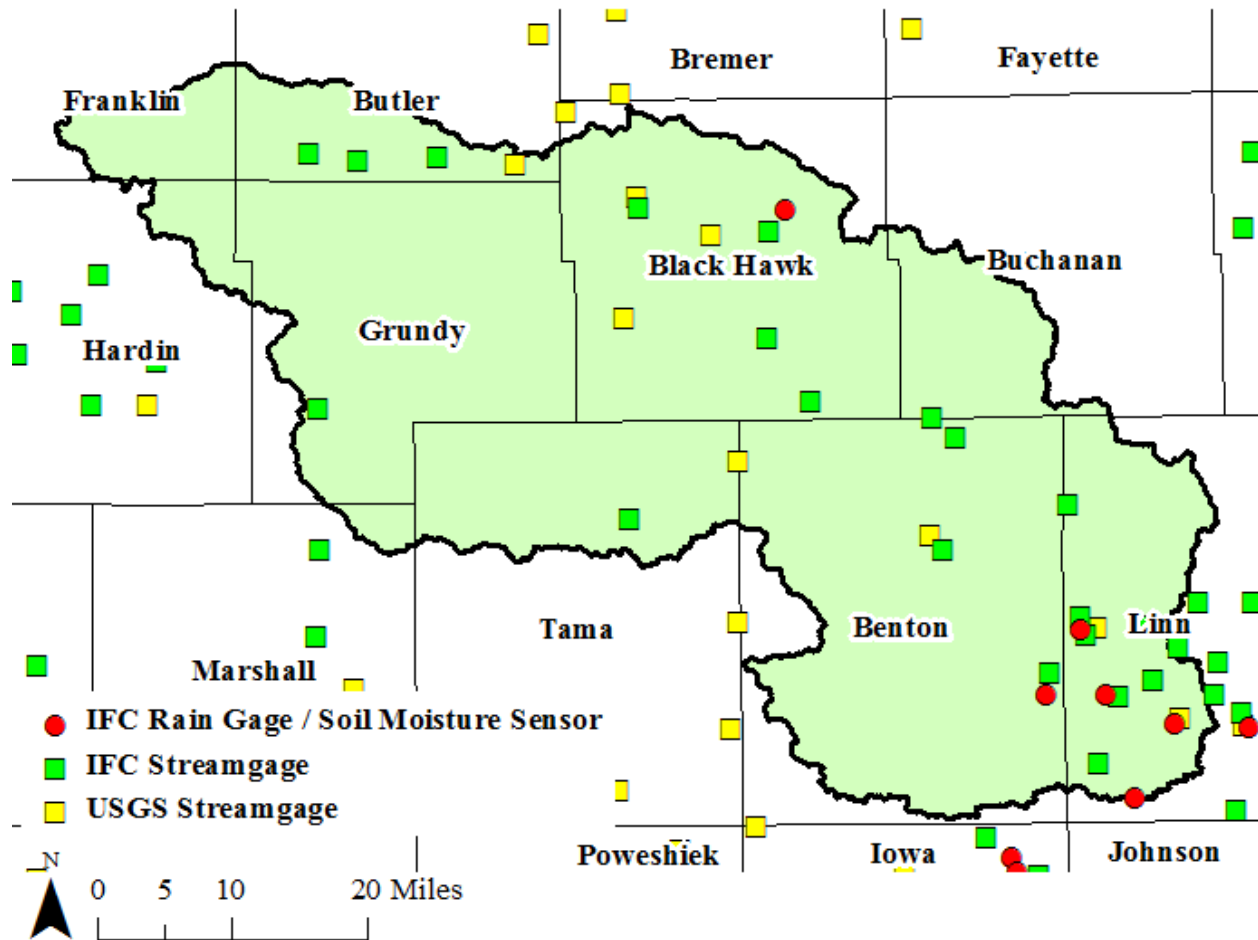 Bremer
Fayette
Franklin
Butler
Black Hawk
Buchanan
Grundy
Hardin
Tama
Benton
Linn
Marshall
IFC Rain Gage / Soil Moisture Sensor
IFC Streamgage
USGS Streamgage
Poweshiek
Iowa
Johnson
N
0 5 10 20 Miles